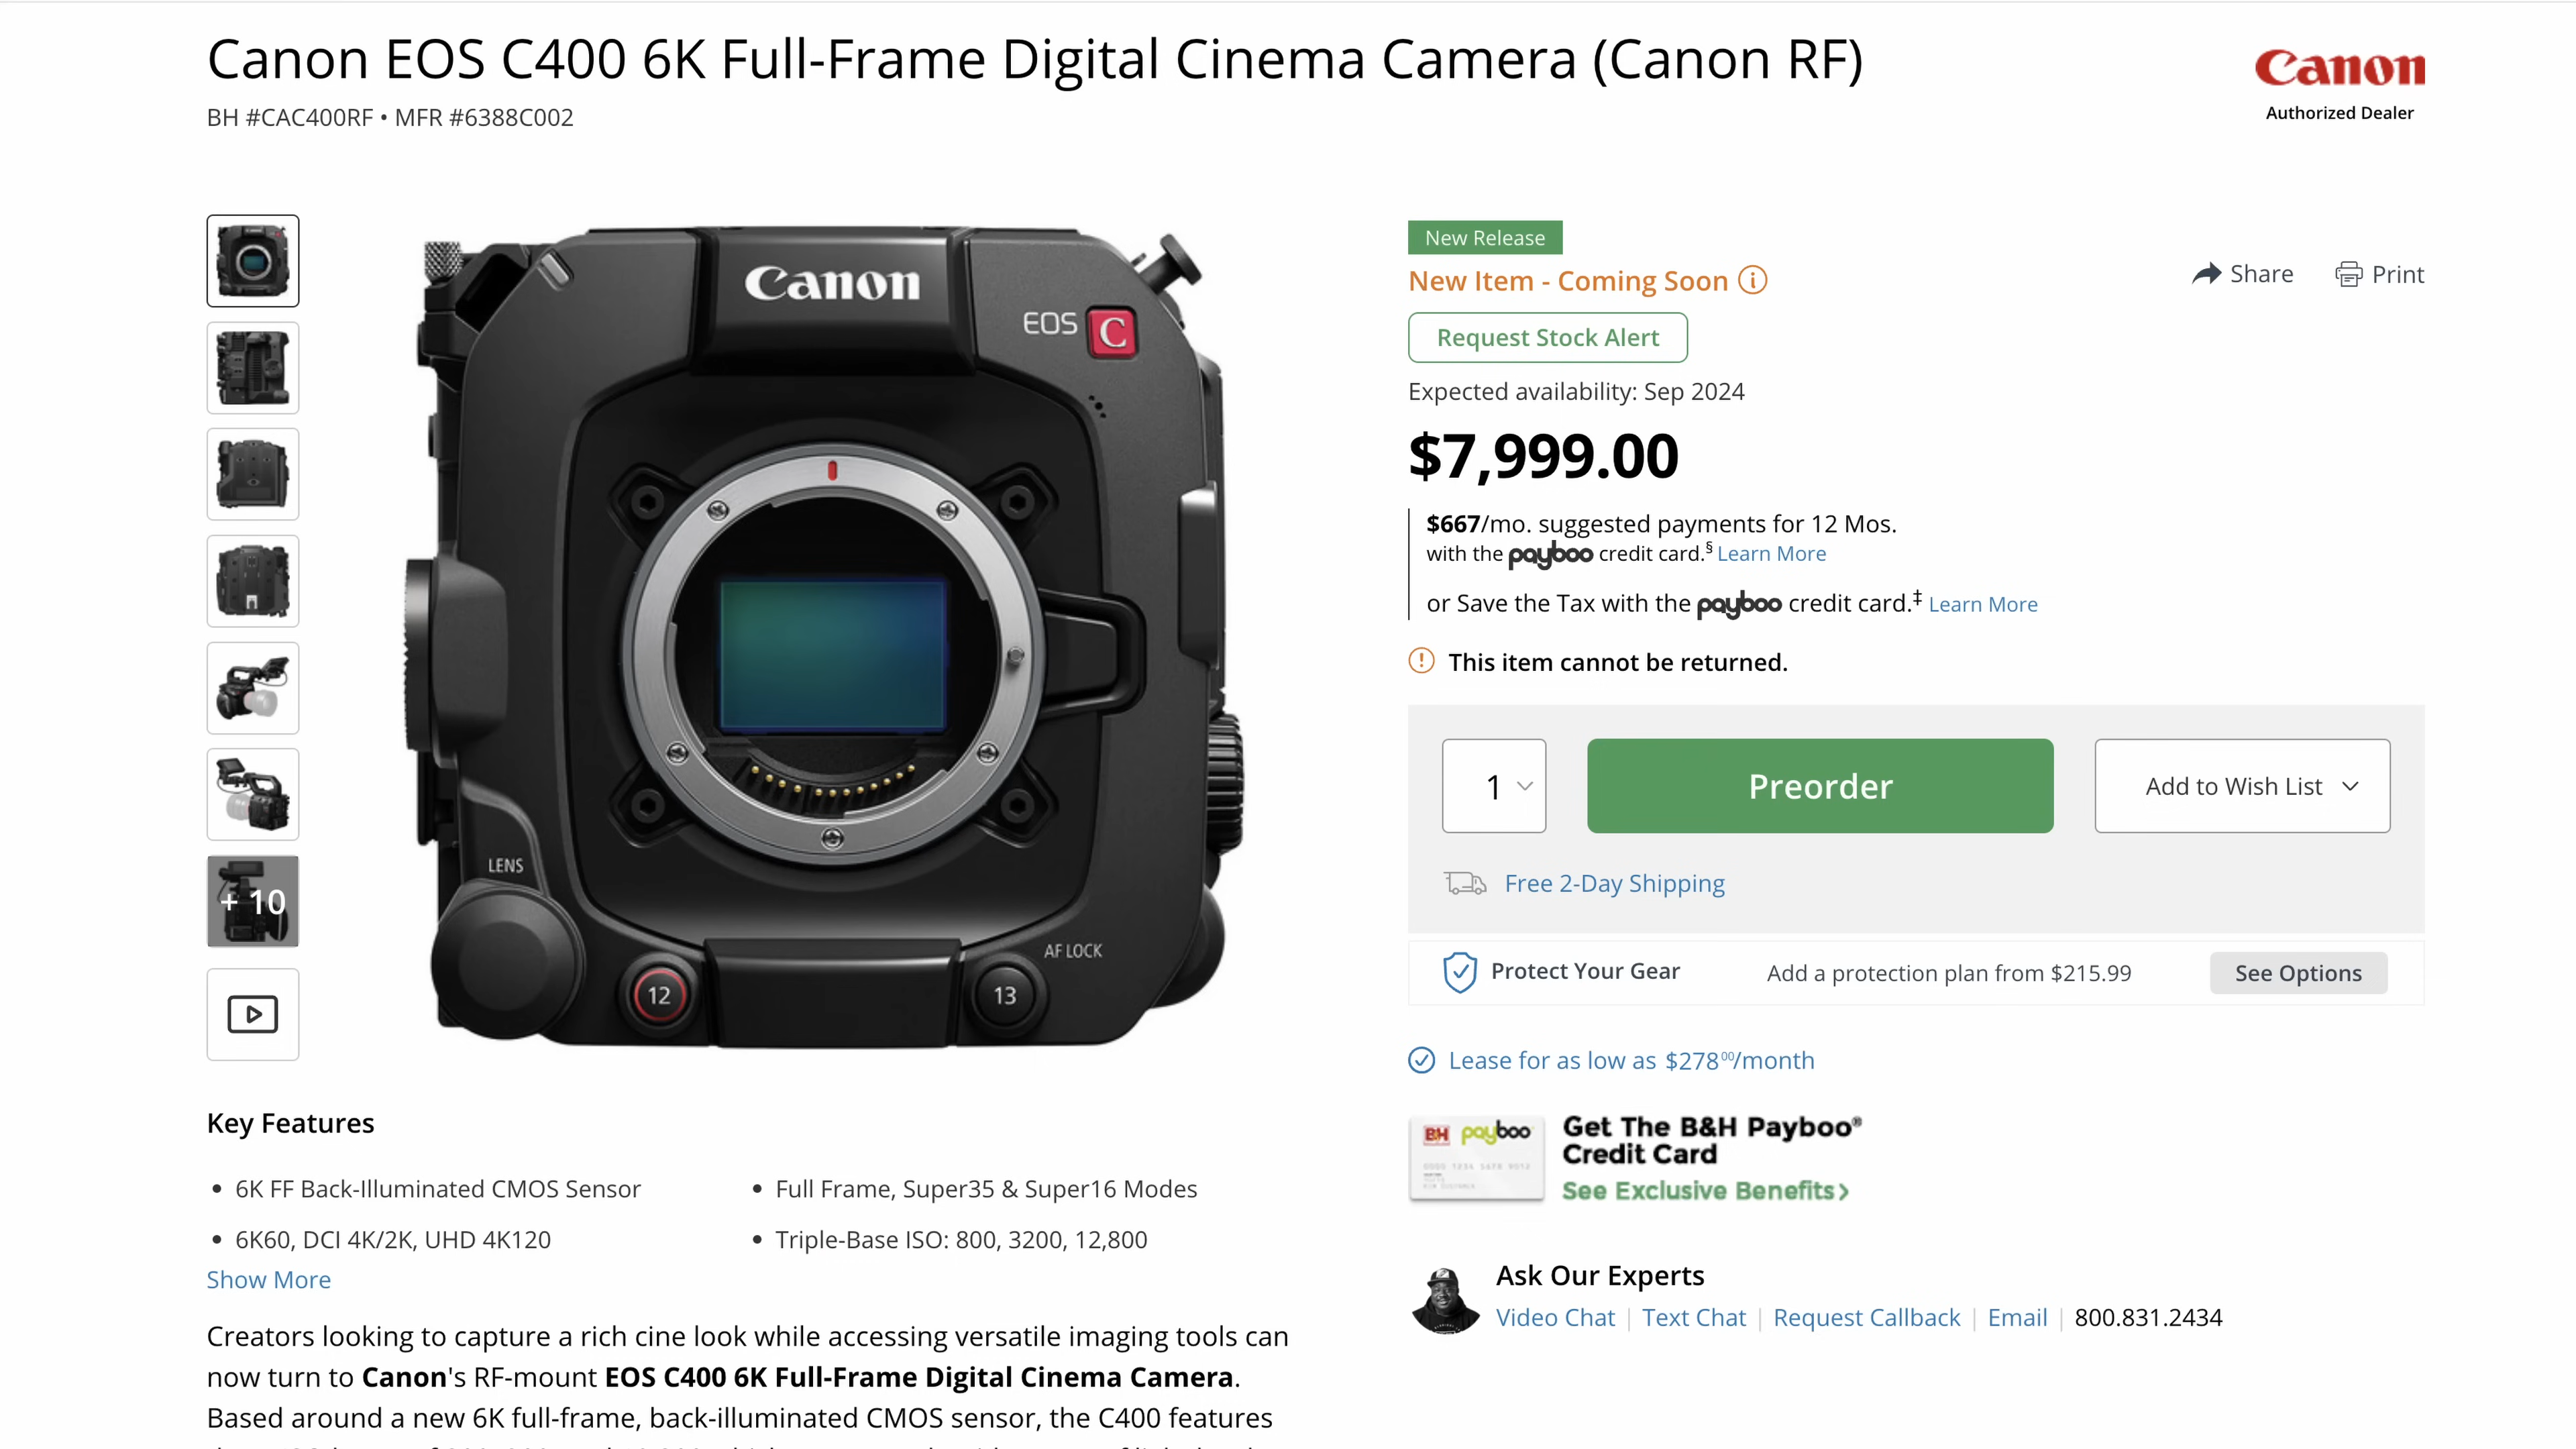 Canon EOS C400 6K Full-Frame Digital Cinema Camera (Canon RF)
BH #CAC400RF • MFR #6388C002
Canon
Authorized Dealer
Canon
EOS C
LENS
12
13
AF LOCK
+ 10
New Release
New Item - Coming Soon
Share
Print
Request Stock Alert
Expected availability: Sep 2024
$7,999.00
$667/mo. suggested payments for 12 Mos.
with the payboo credit card.§ Learn More
or Save the Tax with the payboo credit card.‡ Learn More
This item cannot be returned.
1
Preorder
Add to Wish List
Free 2-Day Shipping
Protect Your Gear
Add a protection plan from $215.99
See Options
Lease for as low as $278 00/month
BH payboo
Get The B&H Payboo®
Credit Card
See Exclusive Benefits
Ask Our Experts
Video Chat | Text Chat | Request Callback | Email | 800.831.2434
Key Features
• 6K FF Back-Illuminated CMOS Sensor
• Full Frame, Super35 & Super16 Modes
• 6K60, DCI 4K/2K, UHD 4K120
• Triple-Base ISO: 800, 3200, 12,800
Show More
Creators looking to capture a rich cine look while accessing versatile imaging tools can
now turn to Canon's RF-mount EOS C400 6K Full-Frame Digital Cinema Camera.
Based around a new 6K full-frame, back-illuminated CMOS sensor, the C400 features